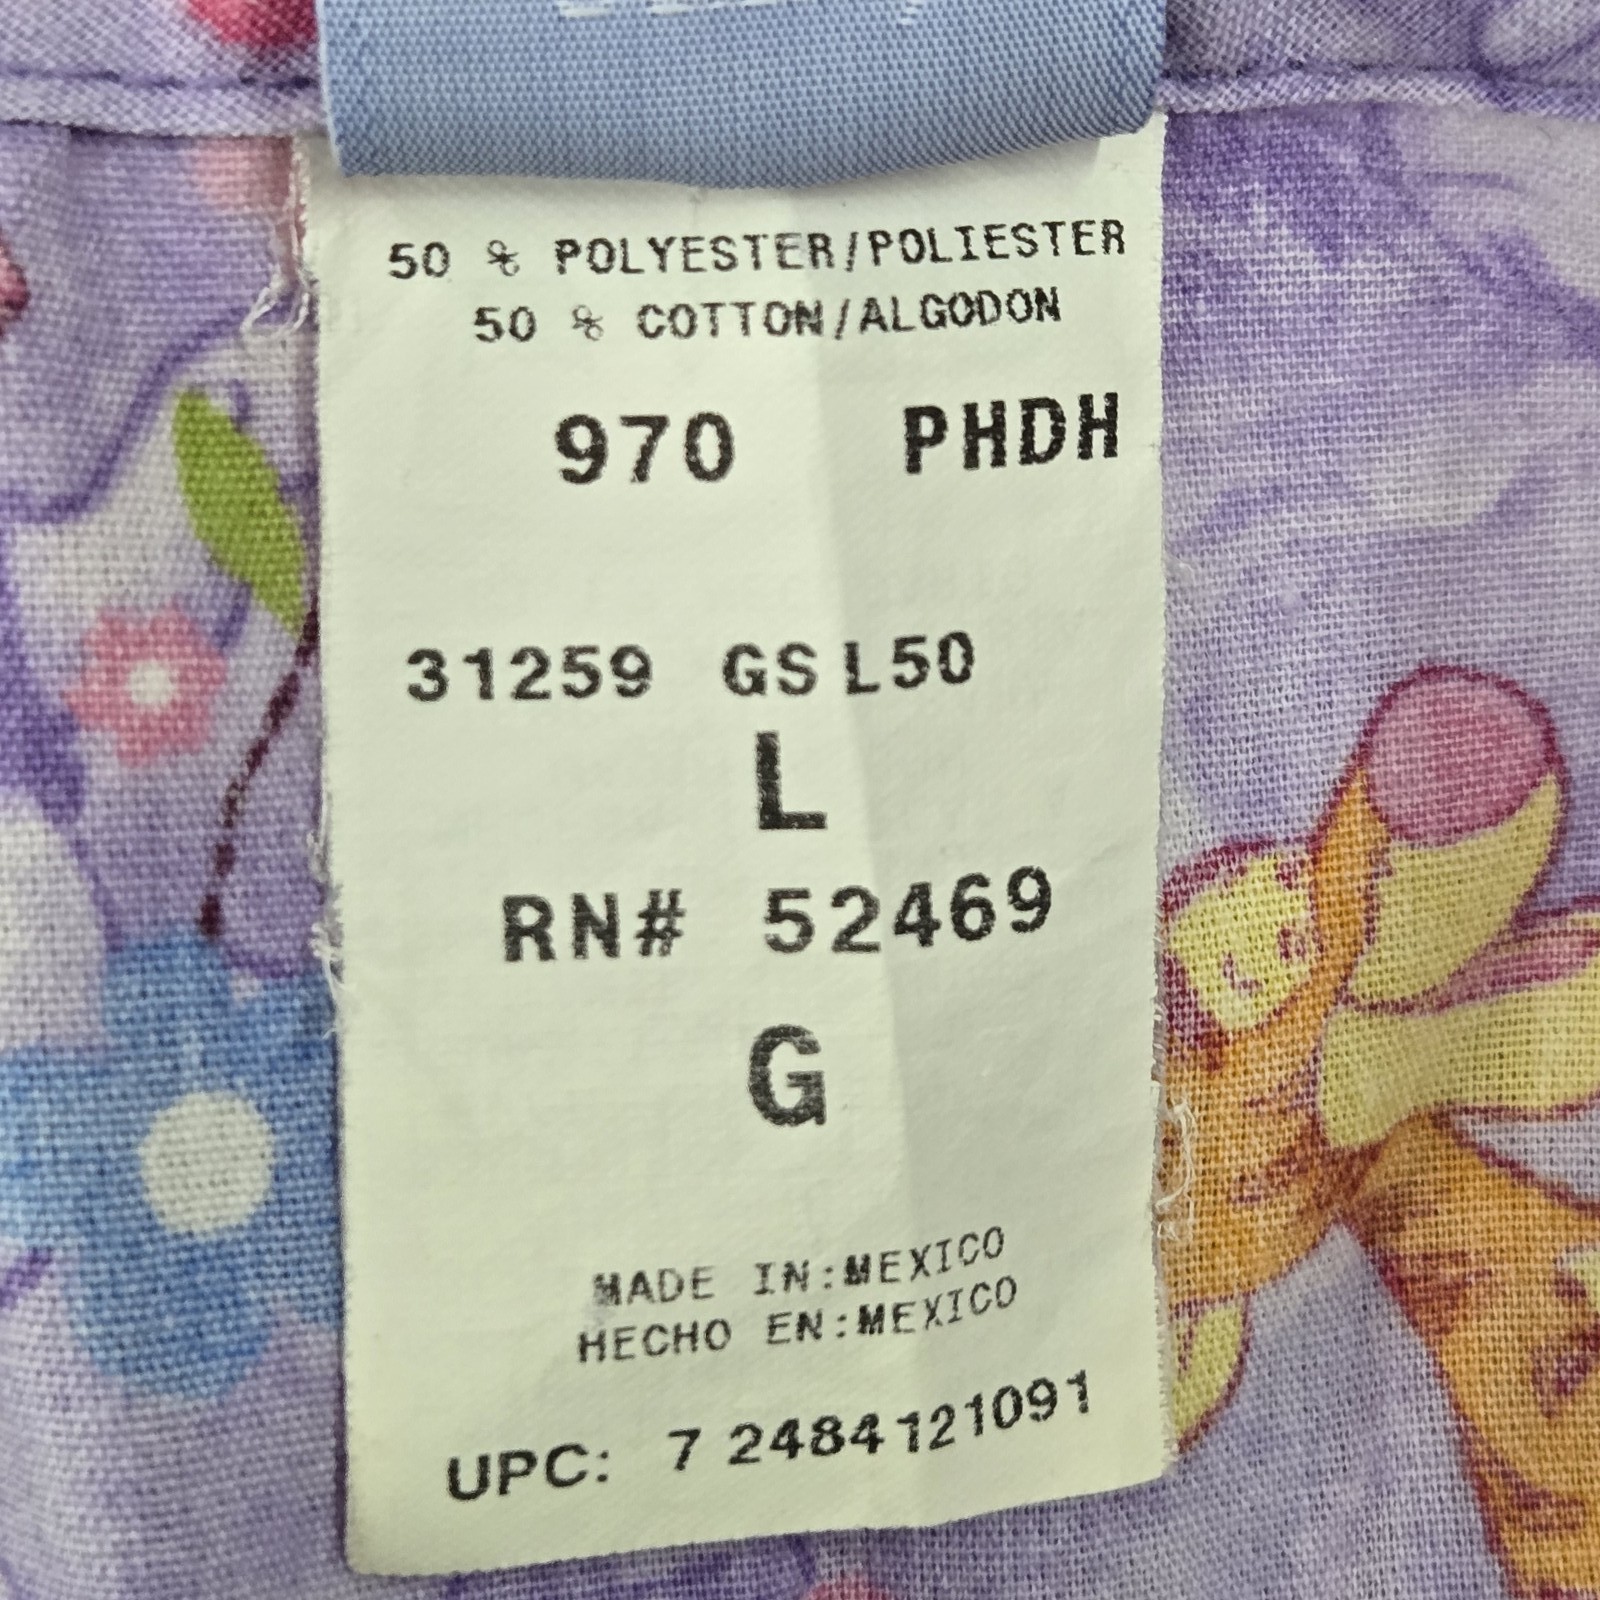 50 % POLYESTER/POLIESTER
50 % COTTON/ALGODON
970 PHDH
31259 GS L50
L
RN# 52469
G
MADE IN:MEXICO
HECHO EN:MEXICO
UPC: 7 2484121091